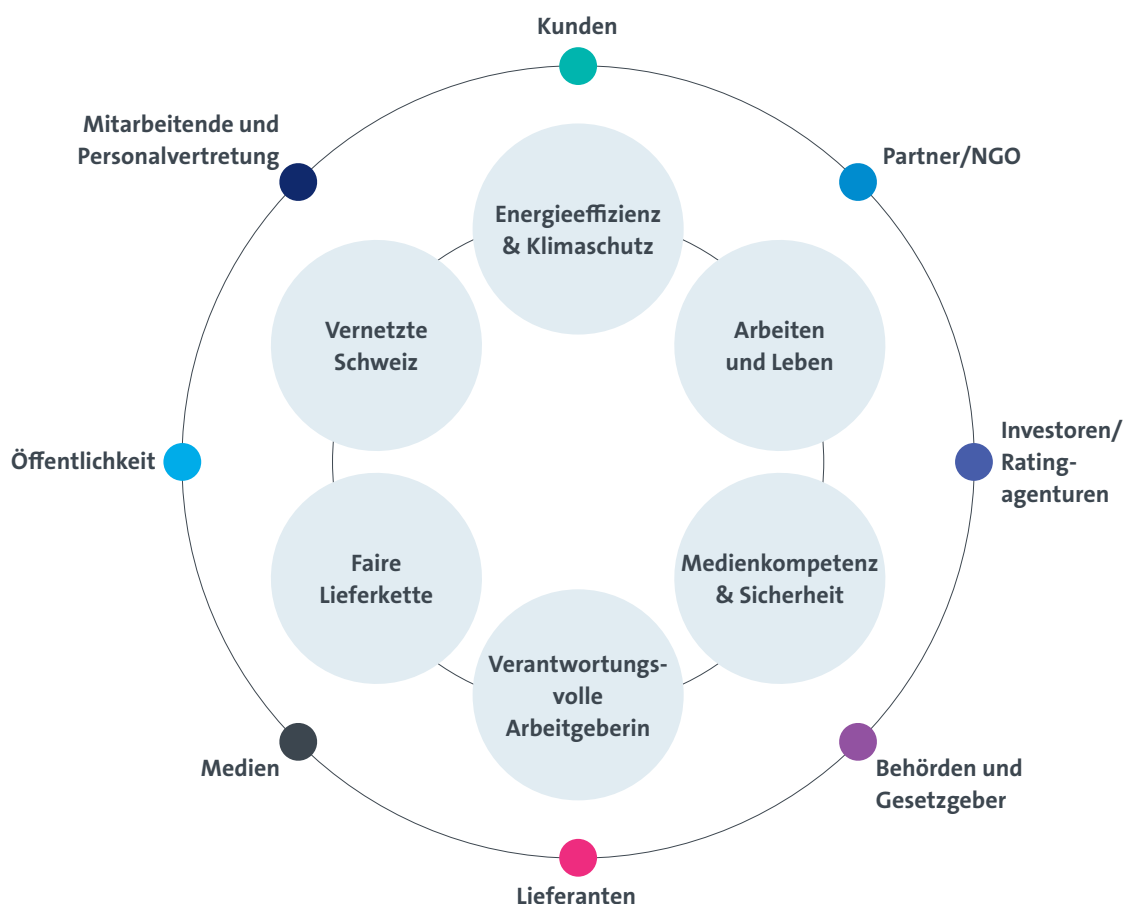 Kunden
Mitarbeitende und
Personalvertretung
Partner/NGO
Energieeffizienz
& Klimaschutz
Vernetzte
Schweiz
Arbeiten
und Leben
Öffentlichkeit
Investoren/
Rating-
agenturen
Faire
Lieferkette
Medienkompetenz
& Sicherheit
Verantwortungs-
volle
Arbeitgeberin
Medien
Behörden und
Gesetzgeber
Lieferanten